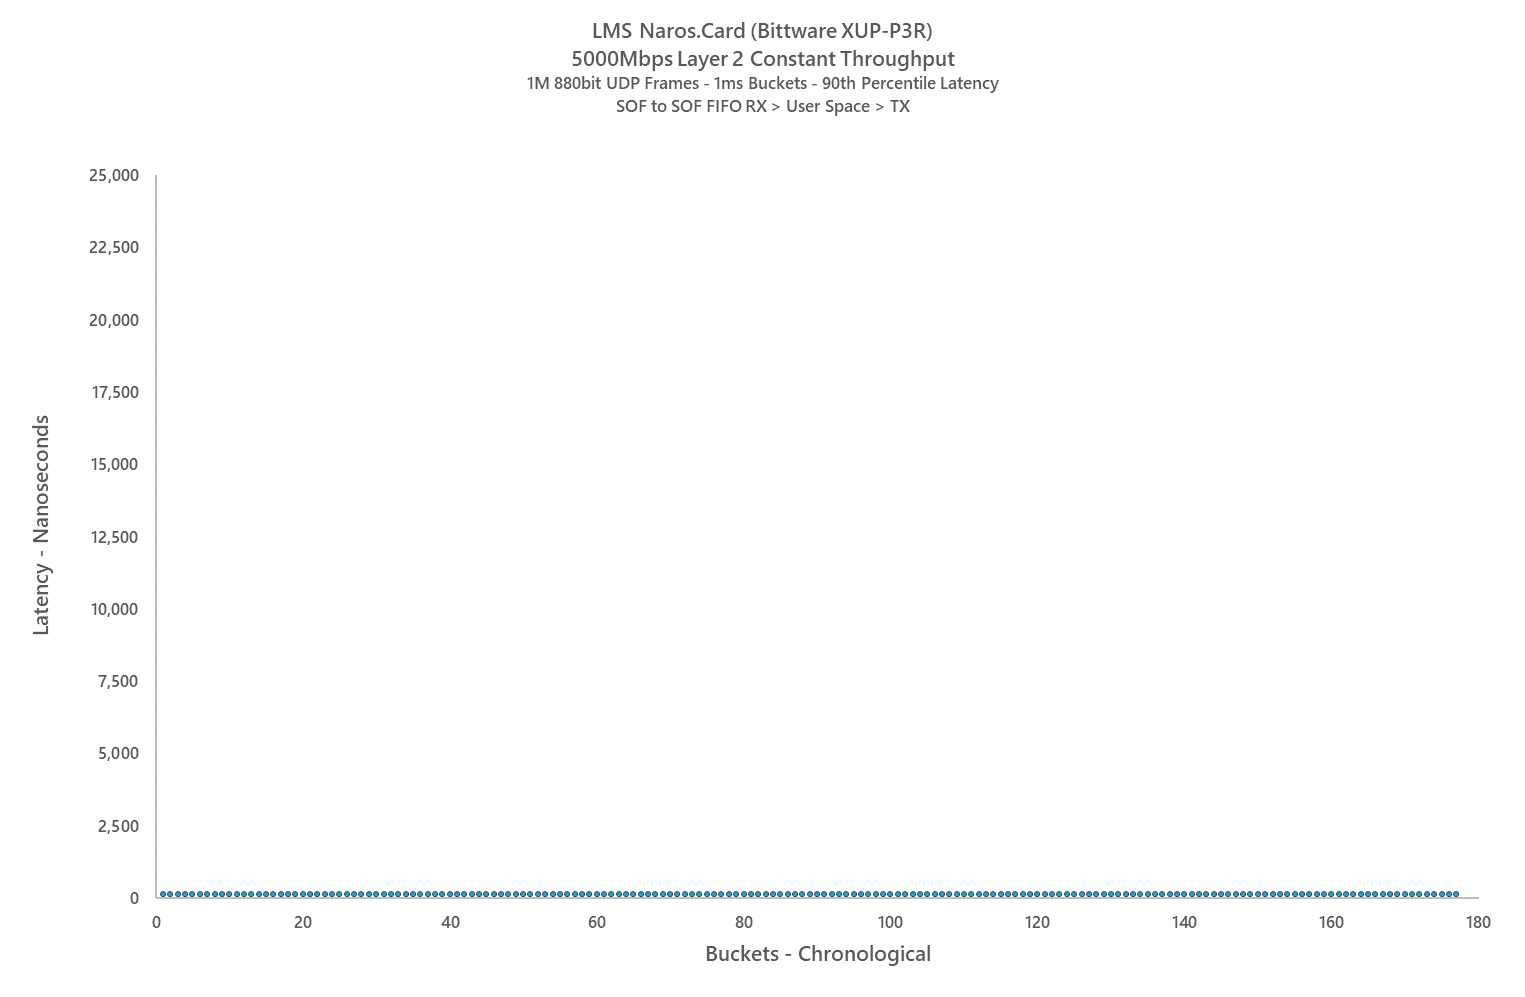 LMS Naros.Card (Bittware XUP-P3R)
5000Mbps Layer 2 Constant Throughput
1M 880bit UDP Frames - 1ms Buckets - 90th Percentile Latency
SOF to SOF FIFO RX > User Space > TX
25,000
22,500
20,000
17,500
15,000
12,500
10,000
7,500
5,000
2,500
0
Latency - Nanoseconds
0 20 40 60 80 100 120 140 160 180
Buckets - Chronological